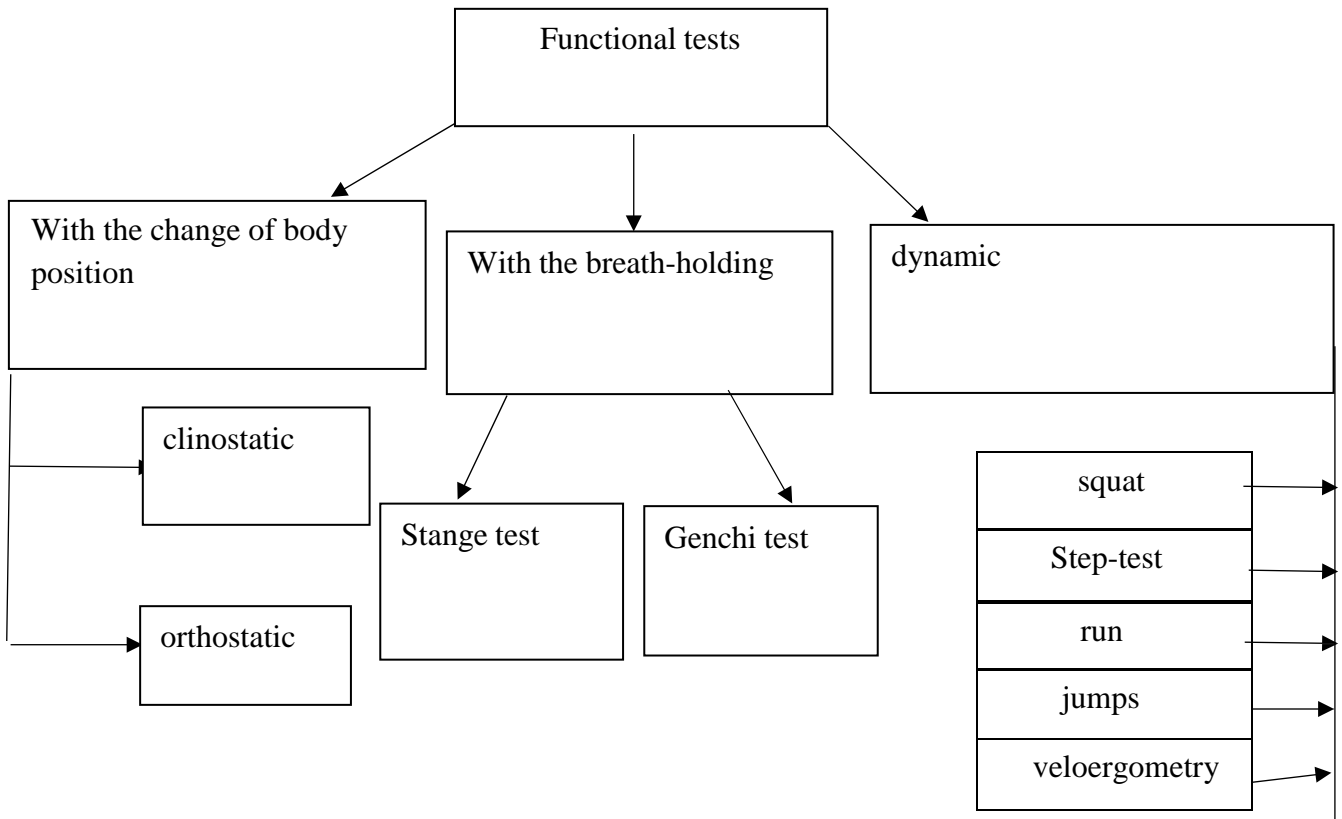 Functional tests
With the change of body
position
With the breath-holding
dynamic
clinostatic
orthostatic
Stange test
Genchi test
squat
Step-test
run
jumps
veloergometry